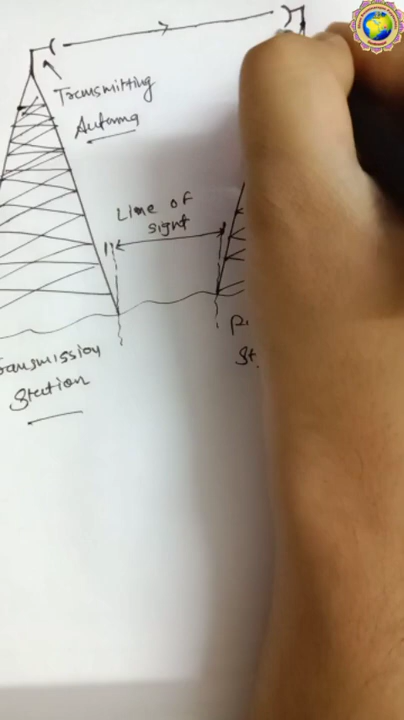 Transmitting
Antenna
Line of
sight
Transmission
Station